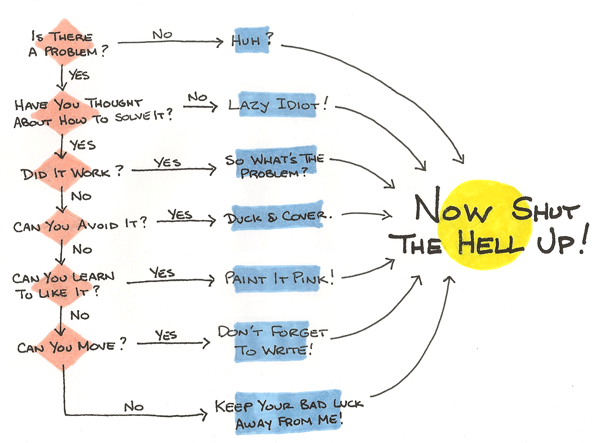 IS THERE
A PROBLEM?
NO
HUH?
YES
HAVE YOU THOUGHT
ABOUT HOW TO SOLVE IT?
NO
LAZY IDIOT!
YES
DID IT WORK?
YES
SO WHAT'S THE
PROBLEM?
NO
CAN YOU AVOID IT?
YES
DUCK & COVER.
NOW SHUT
THE HELL UP!
NO
CAN YOU LEARN
TO LIKE IT?
YES
PAINT IT PINK!
NO
CAN YOU MOVE?
YES
DON'T FORGET
TO WRITE!
NO
KEEP YOUR BAD LUCK
AWAY FROM ME!